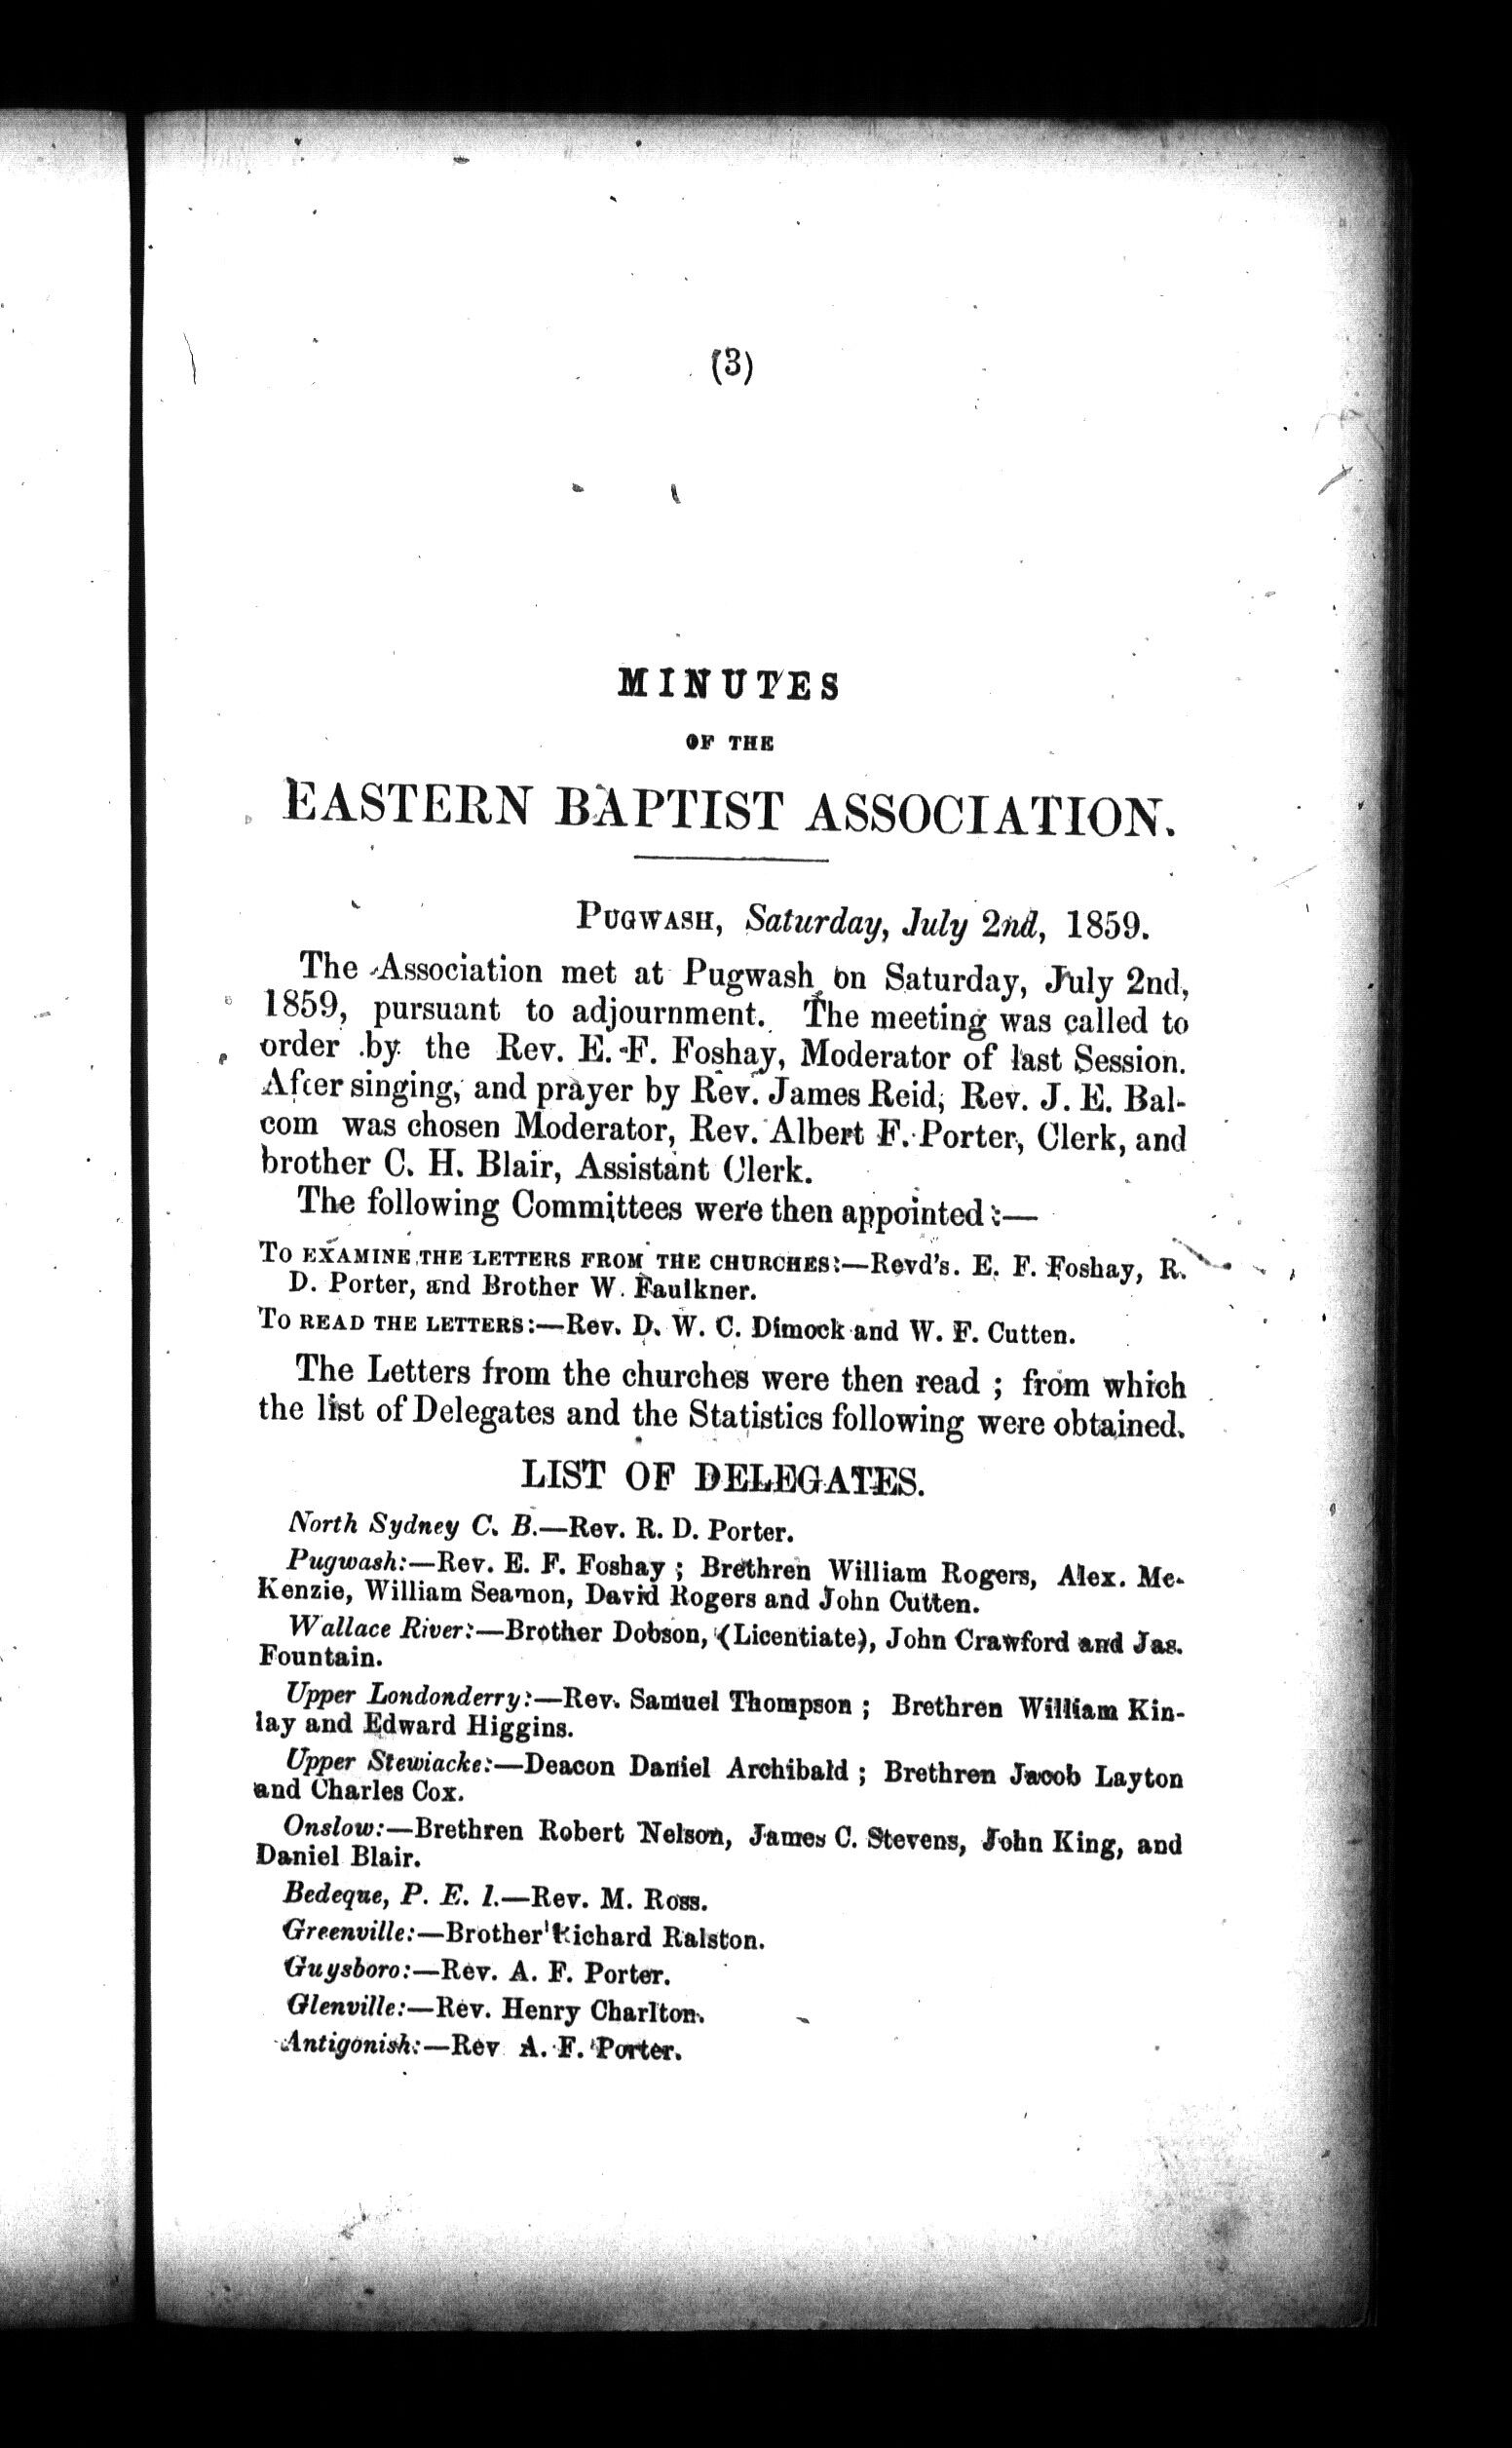 (3)
MINUTES
OF THE
EASTERN BAPTIST ASSOCIATION.
PUGWASH, Saturday, July 2nd, 1859.
The Association met at Pugwash on Saturday, July 2nd,
1859, pursuant to adjournment. The meeting was called to
order by the Rev. E. F. Foshay, Moderator of last Session.
After singing, and prayer by Rev. James Reid, Rev. J. E. Bal-
com was chosen Moderator, Rev. Albert F. Porter, Clerk, and
brother C. H. Blair, Assistant Clerk.
The following Committees were then appointed:—
TO EXAMINE THE LETTERS FROM THE CHURCHES:—Revd's. E. F. Foshay, R.
D. Porter, and Brother W. Faulkner.
TO READ THE LETTERS:—Rev. D. W. C. Dimock and W. F. Cutten.
The Letters from the churches were then read ; from which
the list of Delegates and the Statistics following were obtained.
LIST OF DELEGATES.
North Sydney C. B.—Rev. R. D. Porter.
Pugwash:—Rev. E. F. Foshay ; Brethren William Rogers, Alex. Mc-
Kenzie, William Seamon, David Rogers and John Cutten.
Wallace River:—Brother Dobson, (Licentiate), John Crawford and Jas.
Fountain.
Upper Londonderry:—Rev. Samuel Thompson ; Brethren William Kin-
lay and Edward Higgins.
Upper Stewiacke:—Deacon Daniel Archibald ; Brethren Jacob Layton
and Charles Cox.
Onslow:—Brethren Robert Nelson, James C. Stevens, John King, and
Daniel Blair.
Bedeque, P. E. I.—Rev. M. Ross.
Greenville:—Brother Richard Ralston.
Guysboro:—Rev. A. F. Porter.
Glenville:—Rev. Henry Charlton.
Antigonish:—Rev A. F. Porter.